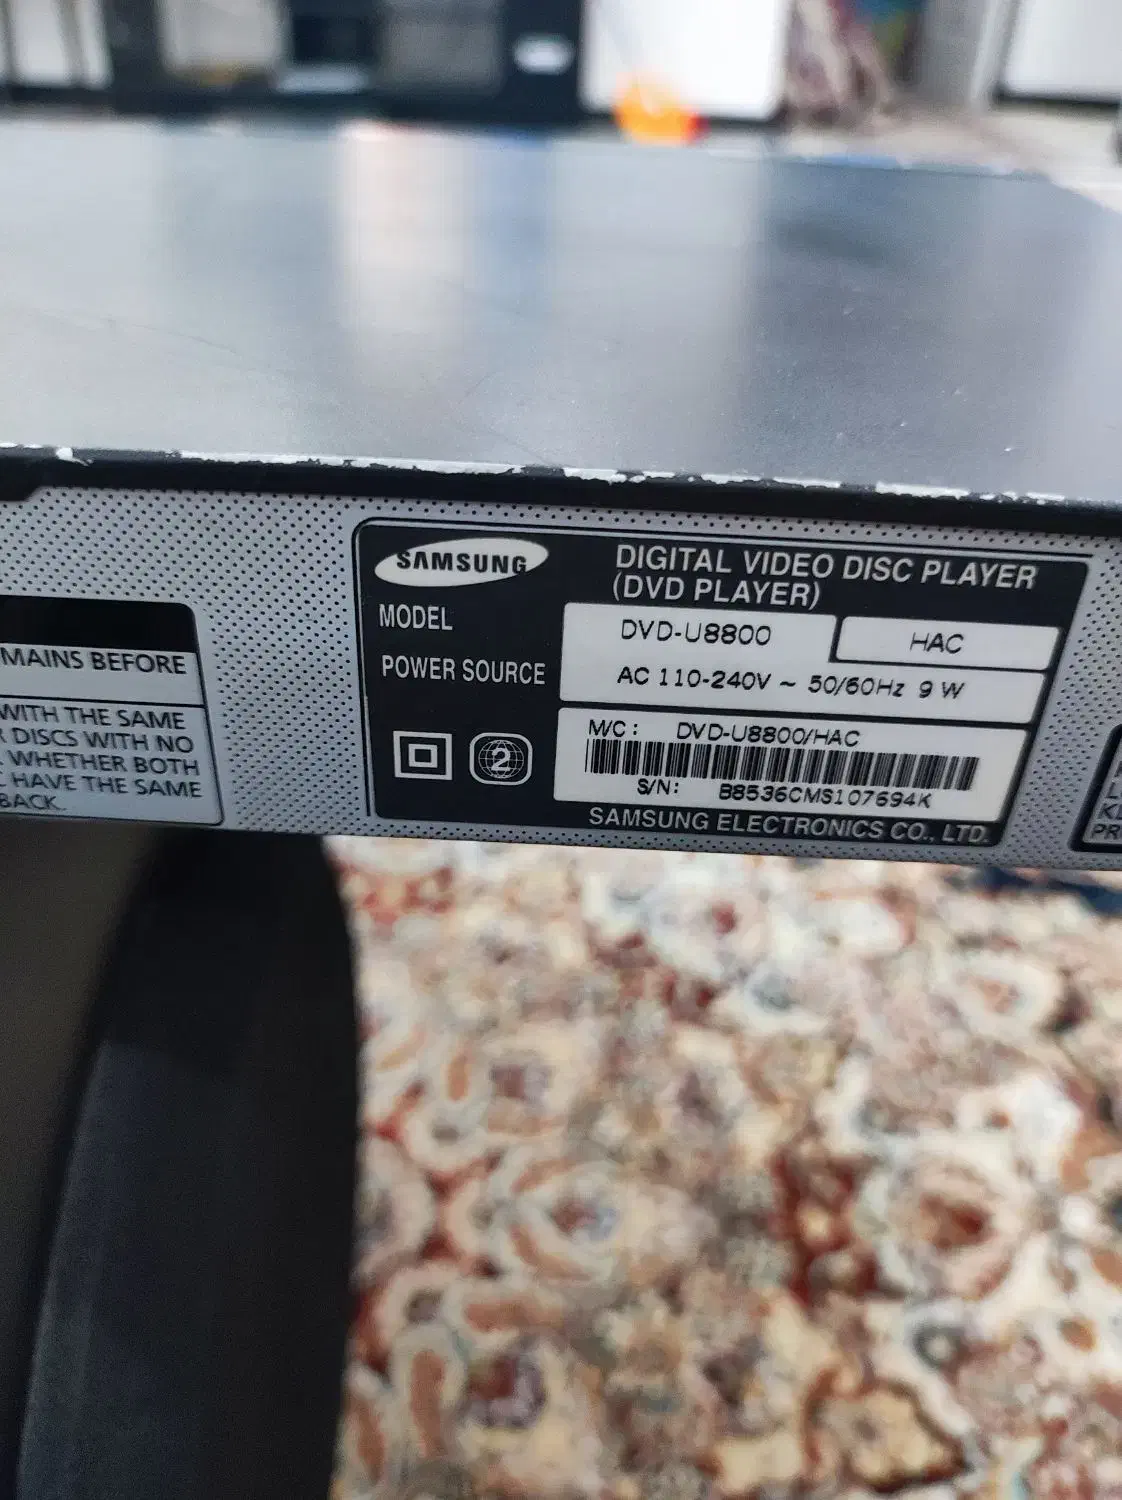 MAINS BEFORE
WITH THE SAME
R DISCS WITH NO
WHETHER BOTH
HAVE THE SAME
BACK.
SAMSUNG
DIGITAL VIDEO DISC PLAYER
(DVD PLAYER)
MODEL
DVD-U8800
HAC
POWER SOURCE
AC 110-240V ~ 50/60Hz 9 W
2
M/C: DVD-U8800/HAC
S/N: B8536CMS107694K
SAMSUNG ELECTRONICS CO., LTD.